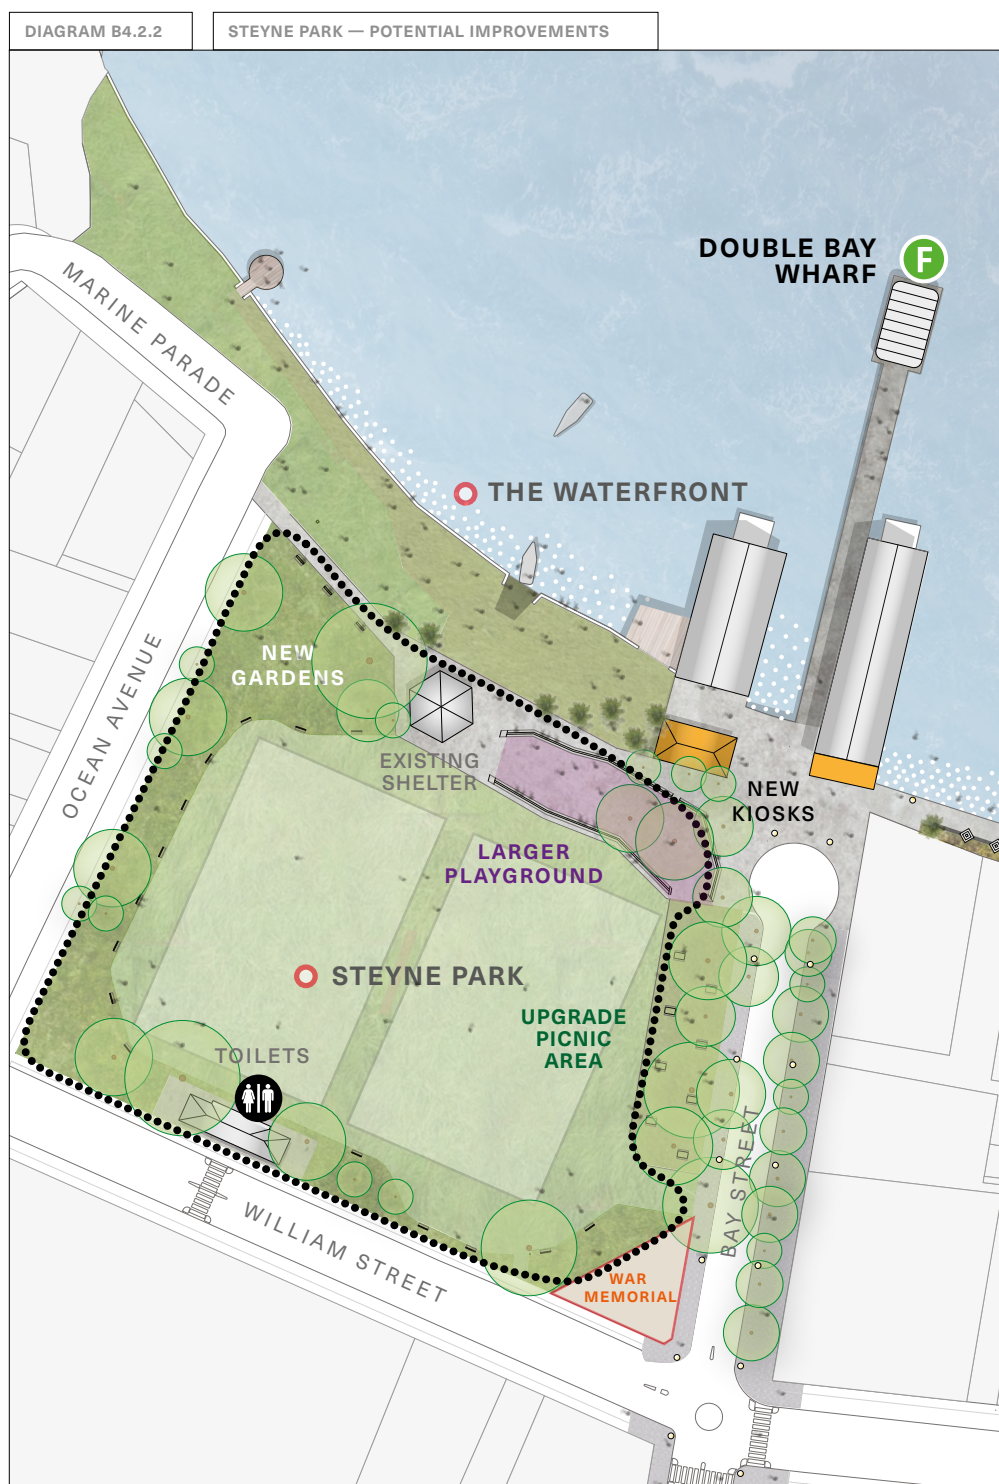 DIAGRAM B4.2.2
STEYNE PARK — POTENTIAL IMPROVEMENTS
DOUBLE BAY
WHARF
F
MARINE PARADE
THE WATERFRONT
OCEAN AVENUE
NEW
GARDENS
EXISTING
SHELTER
NEW
KIOSKS
LARGER
PLAYGROUND
STEYNE PARK
UPGRADE
PICNIC
AREA
TOILETS
BAY STREET
WILLIAM STREET
WAR
MEMORIAL